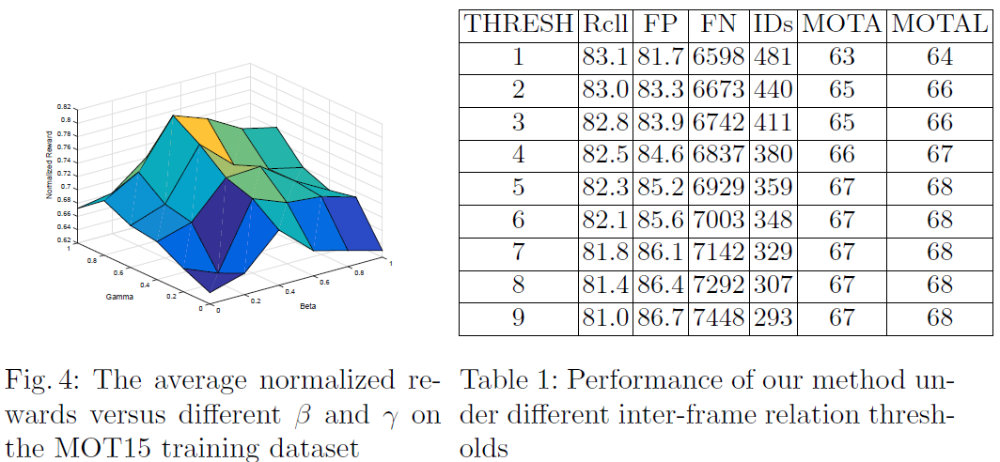 0.82
0.8
0.78
0.76
0.74
0.72
0.7
0.68
0.66
0.64
0.62
Normalized Reward
1
0.8
0.6
0.4
0.2
0
Gamma
0
0.2
0.4
0.6
0.8
1
Beta
Fig. 4: The average normalized re-
wards versus different β and γ on
the MOT15 training dataset
THRESH Rcll FP FN IDs MOTA MOTAL
1 83.1 81.7 6598 481 63 64
2 83.0 83.3 6673 440 65 66
3 82.8 83.9 6742 411 65 66
4 82.5 84.6 6837 380 66 67
5 82.3 85.2 6929 359 67 68
6 82.1 85.6 7003 348 67 68
7 81.8 86.1 7142 329 67 68
8 81.4 86.4 7292 307 67 68
9 81.0 86.7 7448 293 67 68
Table 1: Performance of our method un-
der different inter-frame relation thresh-
olds